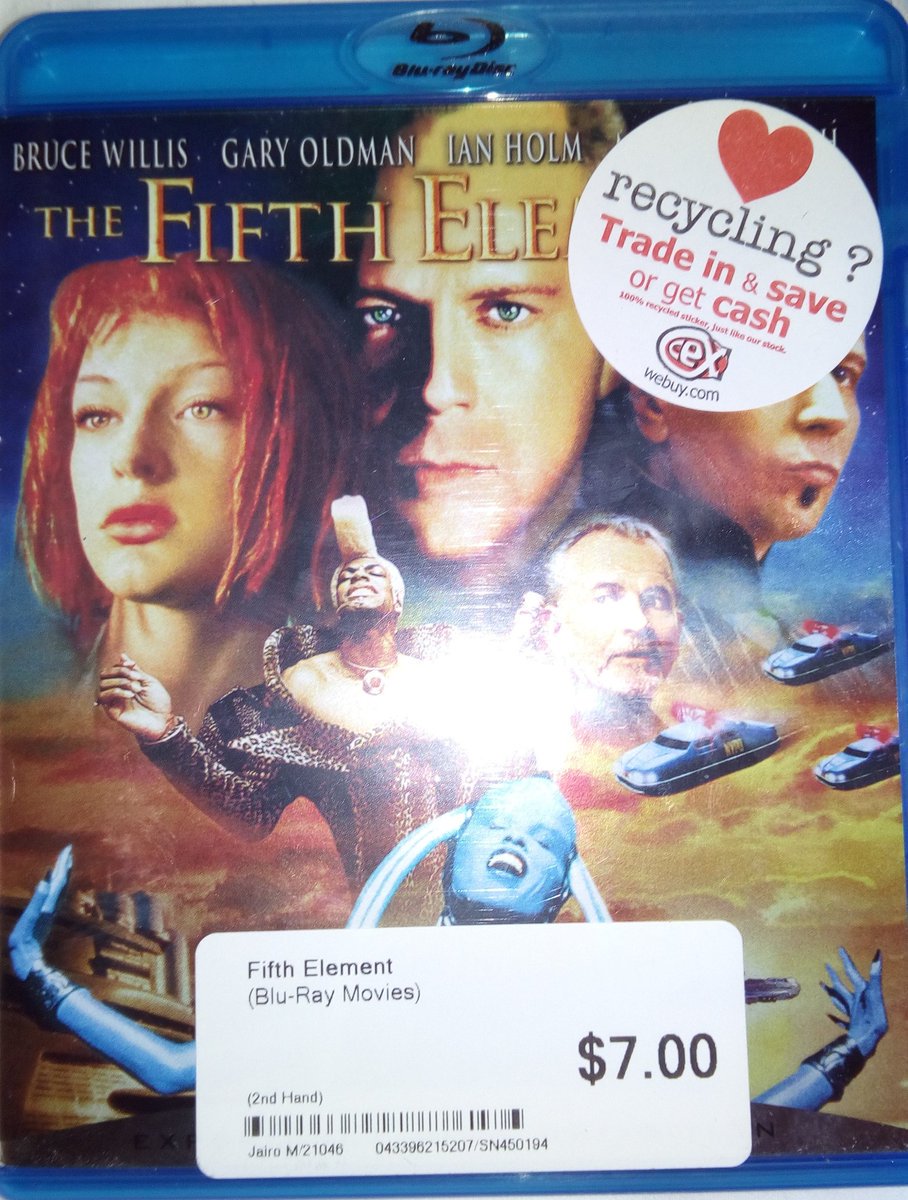 Blu-ray Disc
BRUCE WILLIS · GARY OLDMAN IAN HOLM
THE FIFTH ELE
recycling ?
Trade in & save
or get cash
100% recycled sticker, just like our stock.
cex
webuy.com
NYPD
Fifth Element
(Blu-Ray Movies)
$7.00
(2nd Hand)
Jairo M/21046 043396215207/SN450194